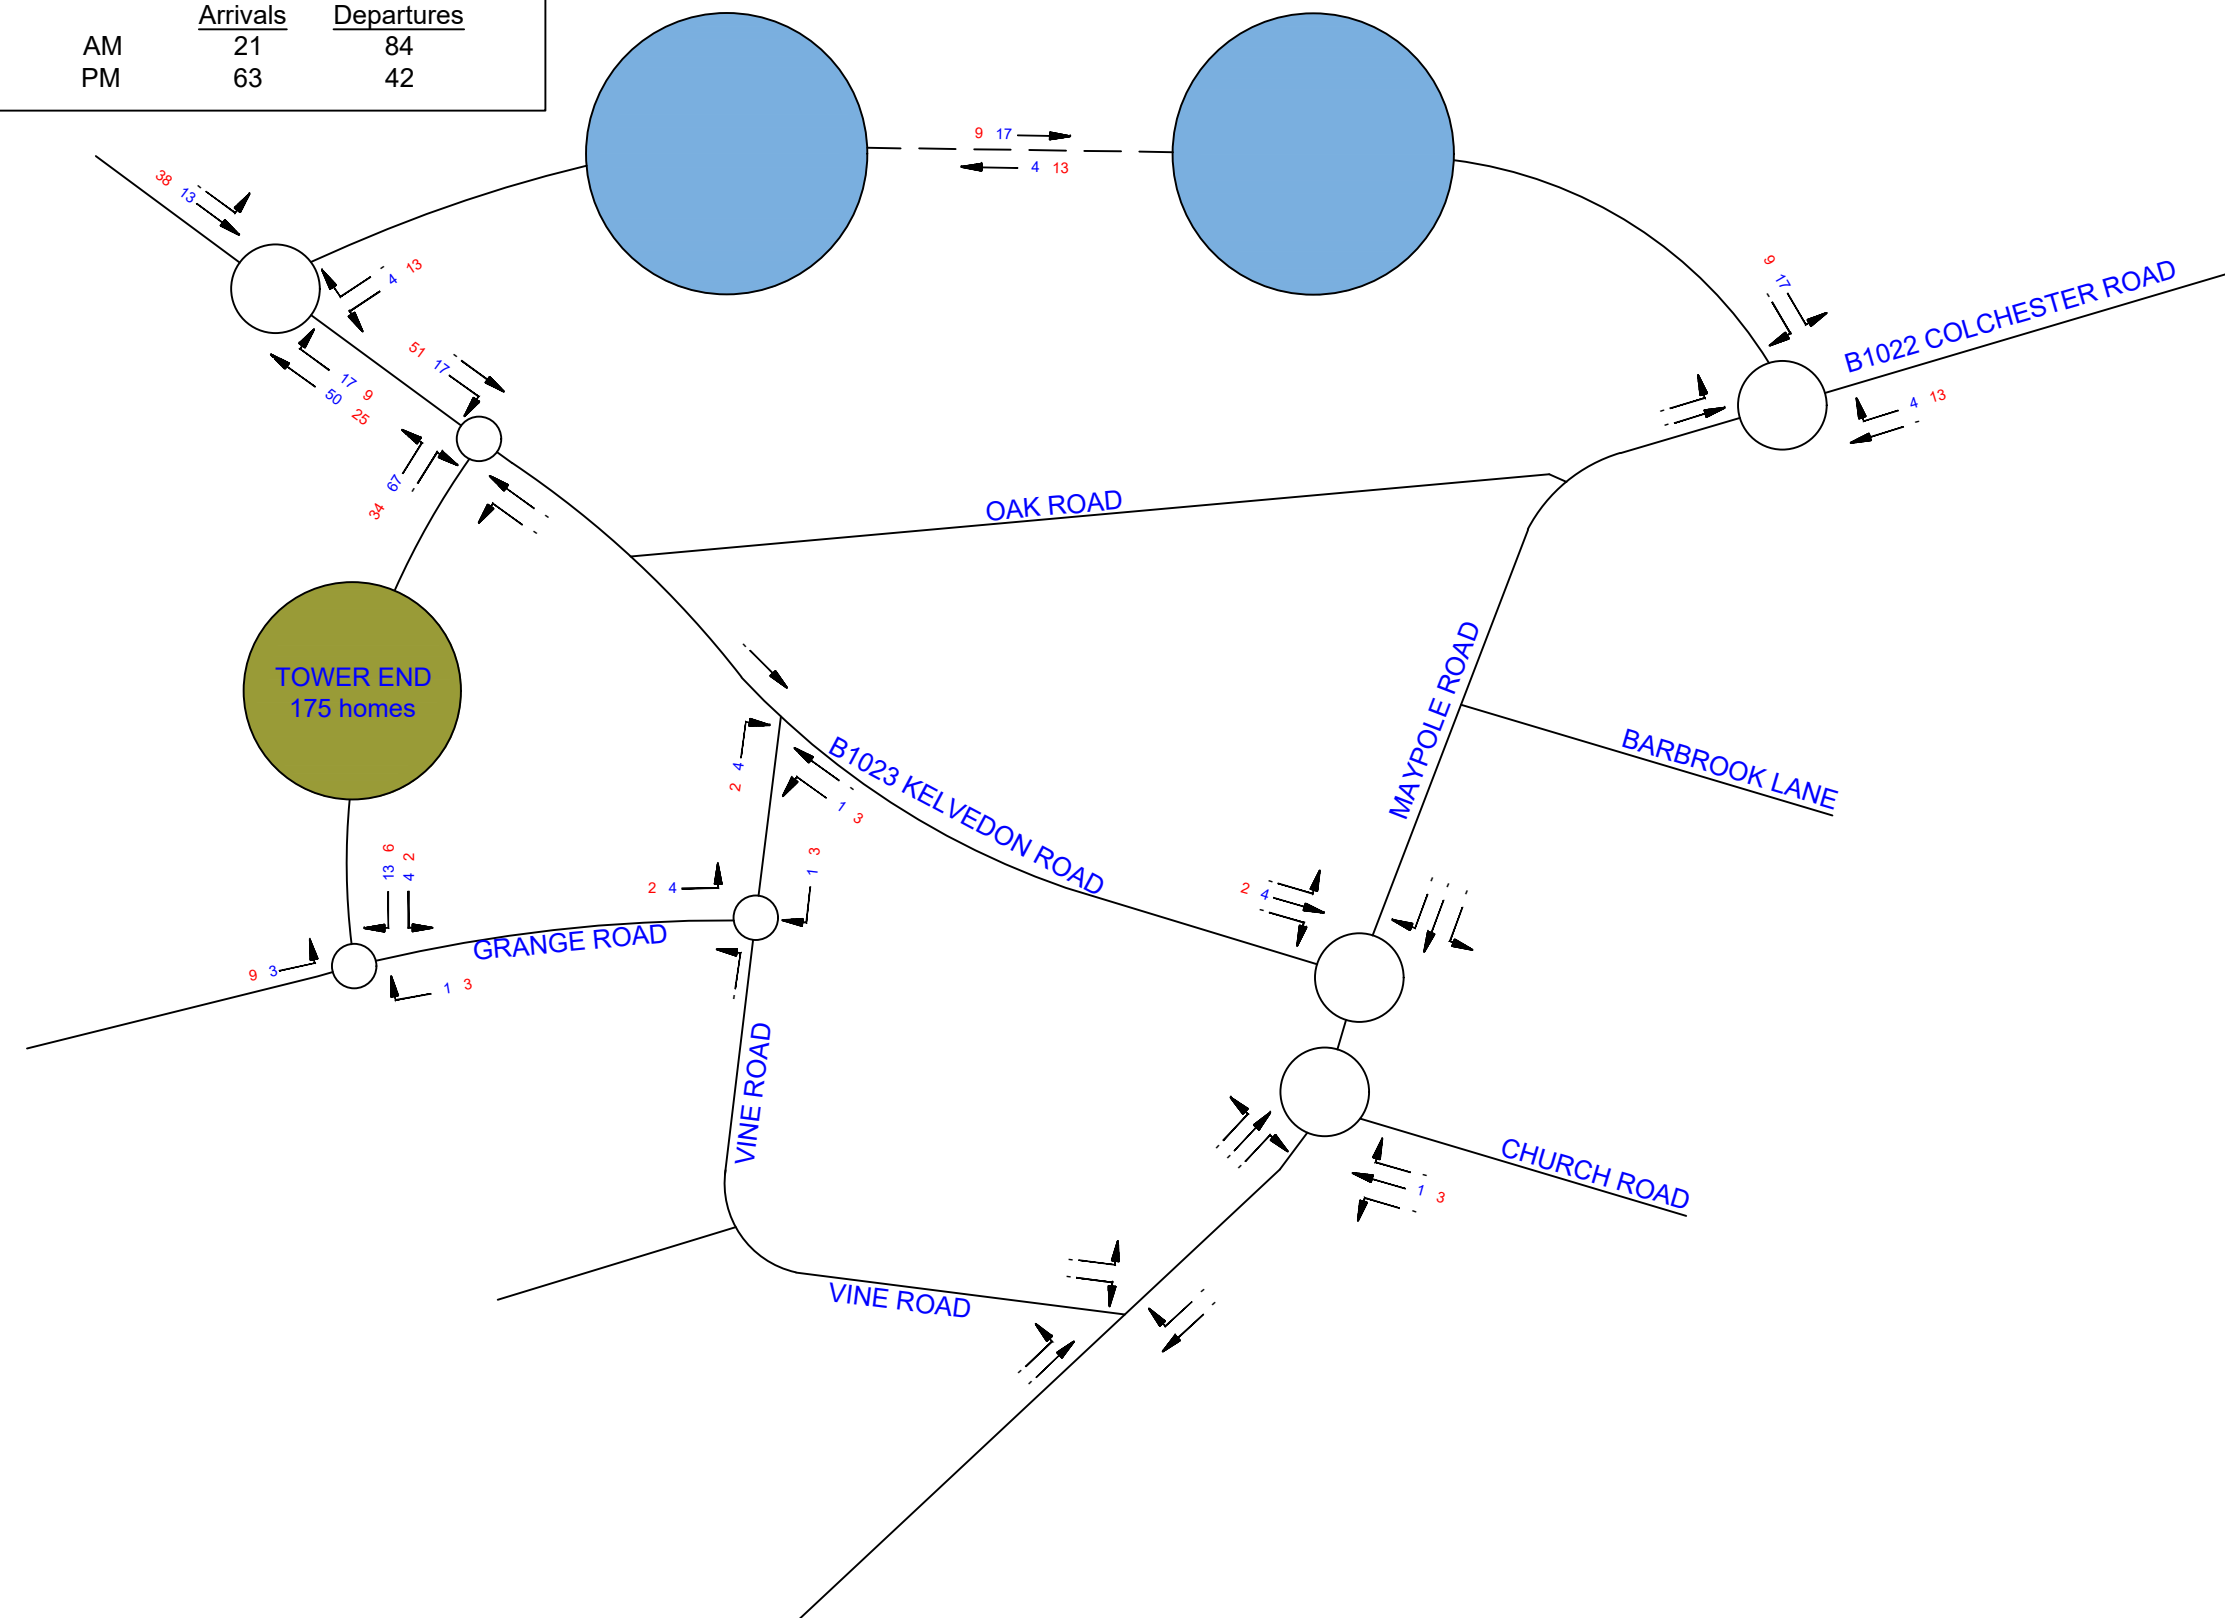 Arrivals Departures
AM 21 84
PM 63 42
9 17
4 13
38
13
4 13
9 17
B1022 COLCHESTER ROAD
51
17
17 9
50 25
4 13
34 67
OAK ROAD
TOWER END
175 homes
MAYPOLE ROAD
2 4
B1023 KELVEDON ROAD
1 3
BARBROOK LANE
13 6
4 2
2 4
1 3
2 4
GRANGE ROAD
9 3
1 3
VINE ROAD
CHURCH ROAD
1 3
VINE ROAD